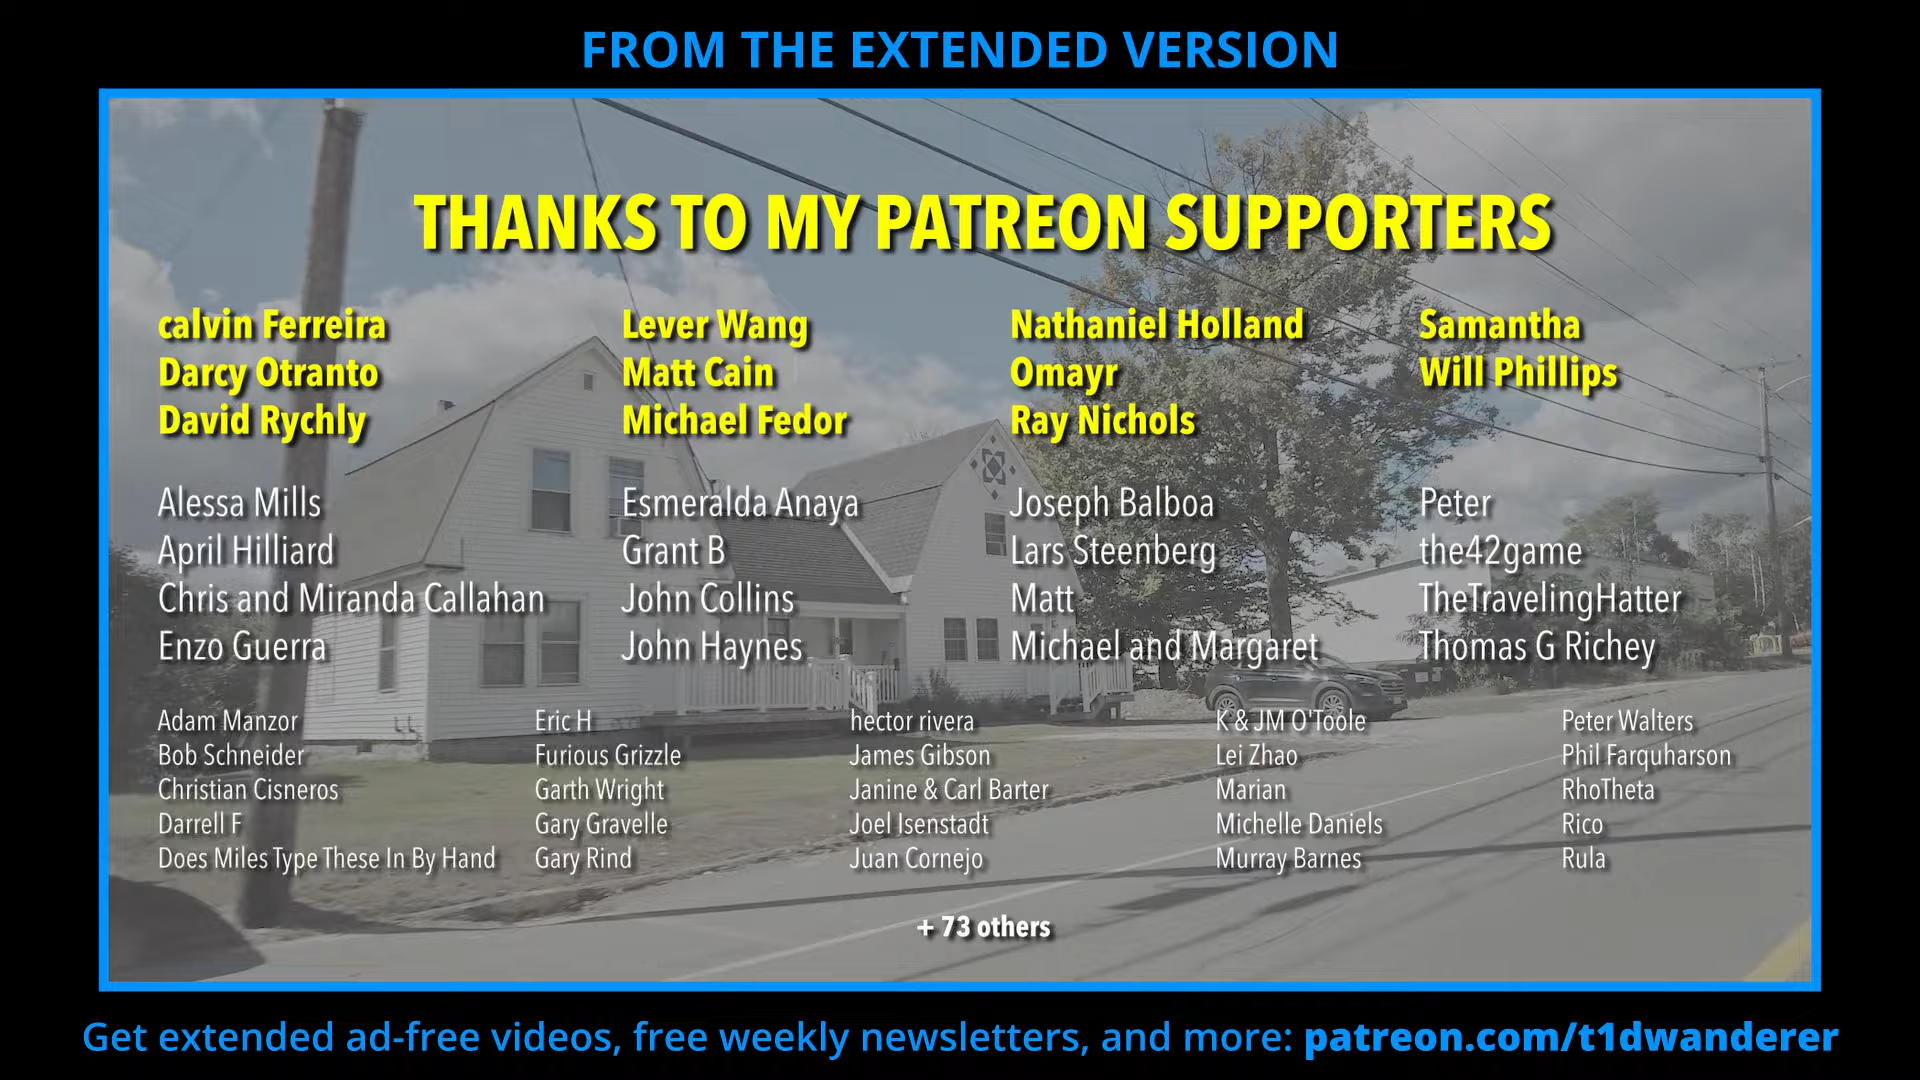 FROM THE EXTENDED VERSION
THANKS TO MY PATREON SUPPORTERS
calvin Ferreira
Darcy Otranto
David Rychly
Lever Wang
Matt Cain
Michael Fedor
Nathaniel Holland
Omayr
Ray Nichols
Samantha
Will Phillips
Alessa Mills
April Hilliard
Chris and Miranda Callahan
Enzo Guerra
Esmeralda Anaya
Grant B
John Collins
John Haynes
Joseph Balboa
Lars Steenberg
Matt
Michael and Margaret
Peter
the42game
TheTravelingHatter
Thomas G Richey
Adam Manzor
Bob Schneider
Christian Cisneros
Darrell F
Does Miles Type These In By Hand
Eric H
Furious Grizzle
Garth Wright
Gary Gravelle
Gary Rind
hector rivera
James Gibson
Janine & Carl Barter
Joel Isenstadt
Juan Cornejo
K & JM O'Toole
Lei Zhao
Marian
Michelle Daniels
Murray Barnes
Peter Walters
Phil Farquharson
RhoTheta
Rico
Rula
+ 73 others
Get extended ad-free videos, free weekly newsletters, and more: patreon.com/t1dwanderer